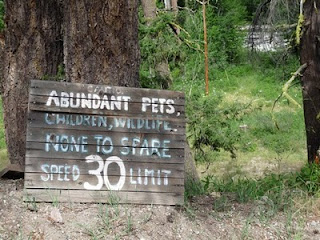 ABUNDANT PETS,
CHILDREN, WILDLIFE,
NONE TO SPARE
SPEED 30 LIMIT